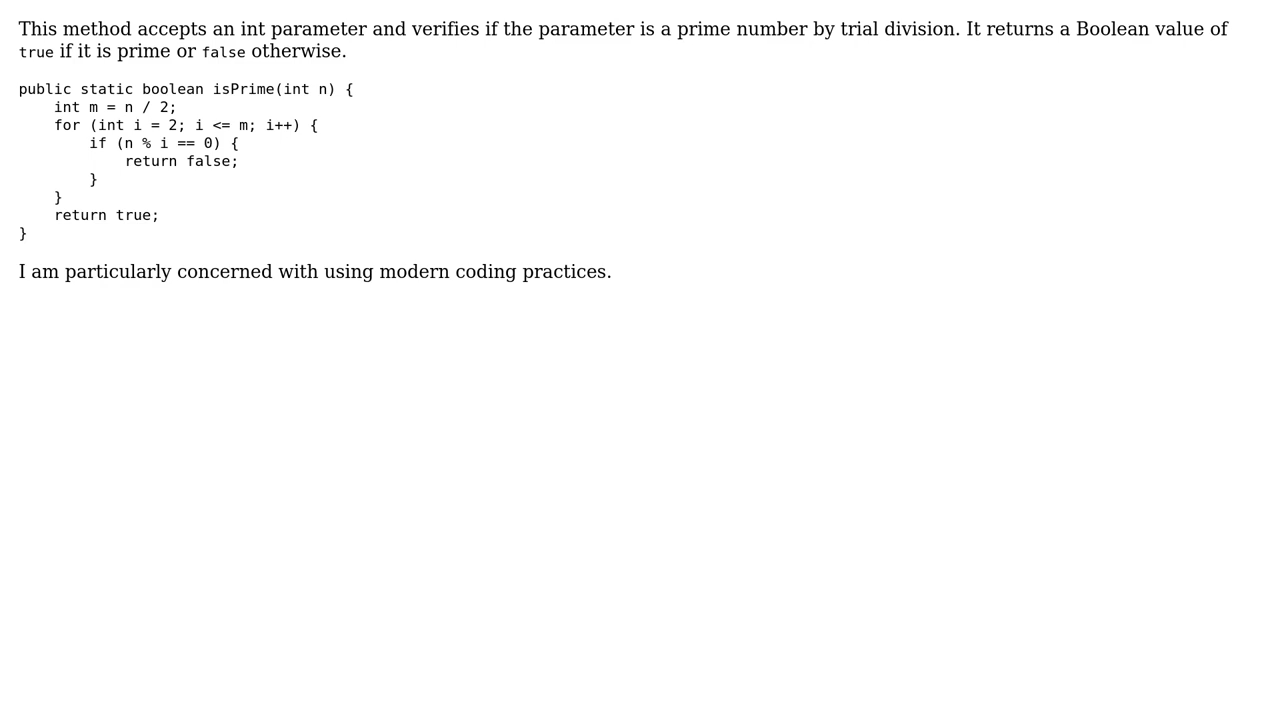 This method accepts an int parameter and verifies if the parameter is a prime number by trial division. It returns a Boolean value of
true if it is prime or false otherwise.
public static boolean isPrime(int n) {
    int m = n / 2;
    for (int i = 2; i <= m; i++) {
        if (n % i == 0) {
            return false;
        }
    }
    return true;
}
I am particularly concerned with using modern coding practices.